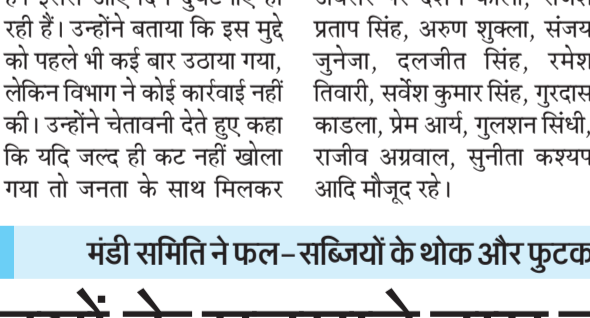 रही हैं। उन्होंने बताया कि इस मुद्दे
को पहले भी कई बार उठाया गया,
लेकिन विभाग ने कोई कार्रवाई नहीं
की। उन्होंने चेतावनी देते हुए कहा
कि यदि जल्द ही कट नहीं खोला
गया तो जनता के साथ मिलकर
प्रताप सिंह, अरुण शुक्ला, संजय
जुनेजा, दलजीत सिंह, रमेश
तिवारी, सर्वेश कुमार सिंह, गुरदास
काडला, प्रेम आर्य, गुलशन सिंधी,
राजीव अग्रवाल, सुनीता कश्यप
आदि मौजूद रहे।
मंडी समिति ने फल-सब्जियों के थोक और फुटक